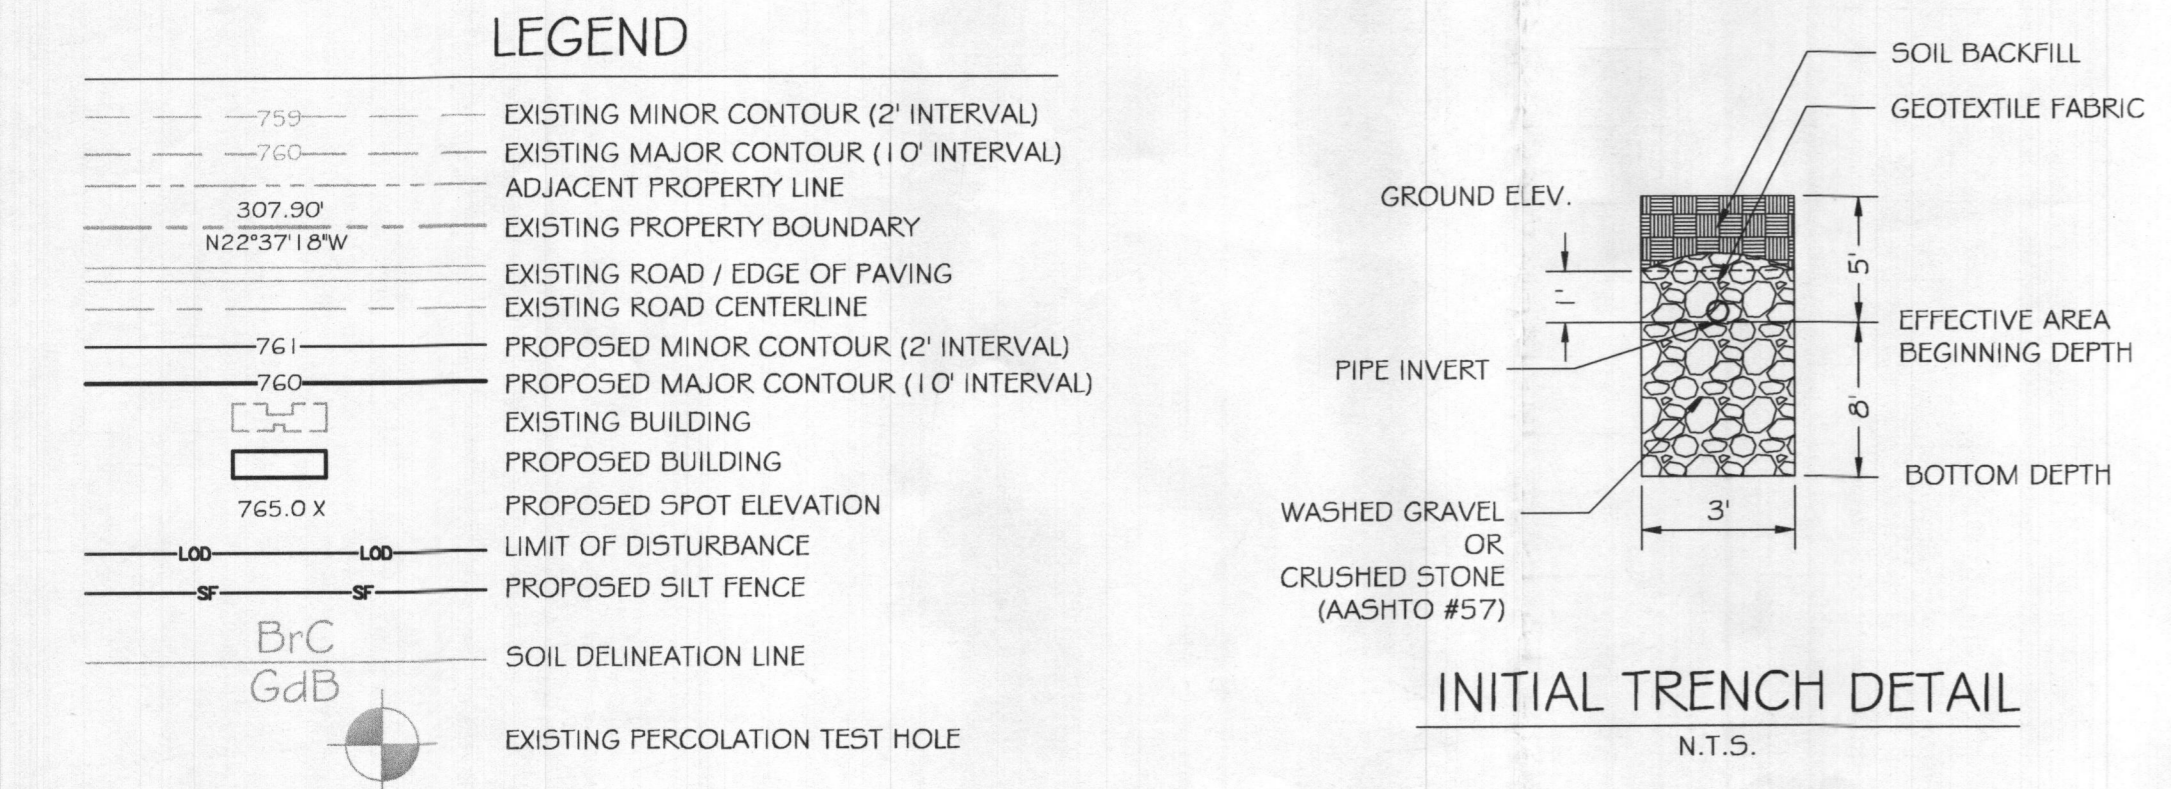 LEGEND
759 EXISTING MINOR CONTOUR (2' INTERVAL)
760 EXISTING MAJOR CONTOUR (10' INTERVAL)
ADJACENT PROPERTY LINE
307.90'
EXISTING PROPERTY BOUNDARY
N22°37'18"W
EXISTING ROAD / EDGE OF PAVING
EXISTING ROAD CENTERLINE
761 PROPOSED MINOR CONTOUR (2' INTERVAL)
760 PROPOSED MAJOR CONTOUR (10' INTERVAL)
EXISTING BUILDING
PROPOSED BUILDING
765.0 X PROPOSED SPOT ELEVATION
LOD LOD LIMIT OF DISTURBANCE
SF SF PROPOSED SILT FENCE
BrC
SOIL DELINEATION LINE
GdB
EXISTING PERCOLATION TEST HOLE
SOIL BACKFILL
GEOTEXTILE FABRIC
GROUND ELEV.
5'
1'
EFFECTIVE AREA
BEGINNING DEPTH
PIPE INVERT
8'
BOTTOM DEPTH
WASHED GRAVEL
OR
CRUSHED STONE
(AASHTO #57)
3'
INITIAL TRENCH DETAIL
N.T.S.